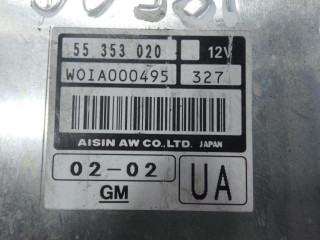 55 353 020 12V
W0IA000495 327
AISIN AW CO., LTD. JAPAN
02-02
GM
UA